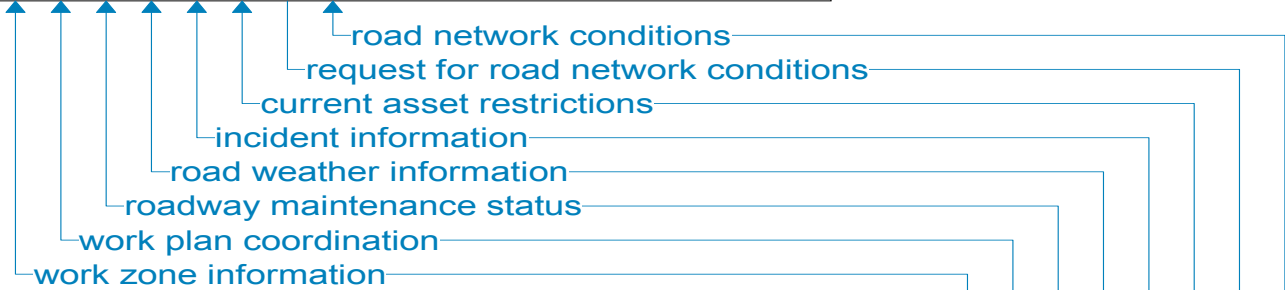 road network conditions
request for road network conditions
current asset restrictions
incident information
road weather information
roadway maintenance status
work plan coordination
work zone information